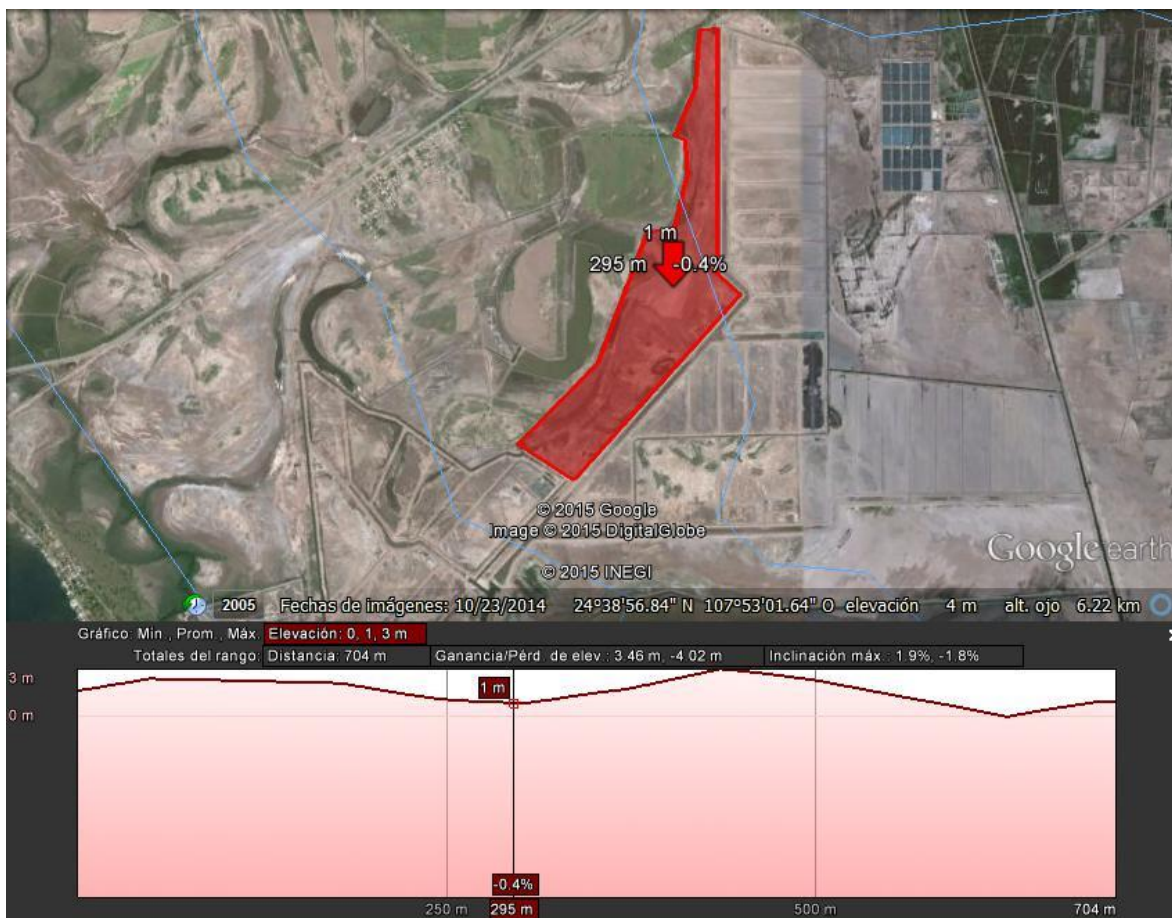 1 m
295 m -0.4%
© 2015 Google
Image © 2015 DigitalGlobe
© 2015 INEGI
Google earth
2005 Fechas de imágenes: 10/23/2014 24°38'56.84" N 107°53'01.64" O elevación 4 m alt. ojo 6.22 km
Gráfico: Mín., Prom., Máx. Elevación: 0, 1, 3 m
Totales del rango: Distancia: 704 m Ganancia/Pérd. de elev.: 3.46 m, -4.02 m Inclinación máx.: 1.9%, -1.8%
3 m
1 m
0 m
-0.4%
250 m 295 m 500 m 704 m